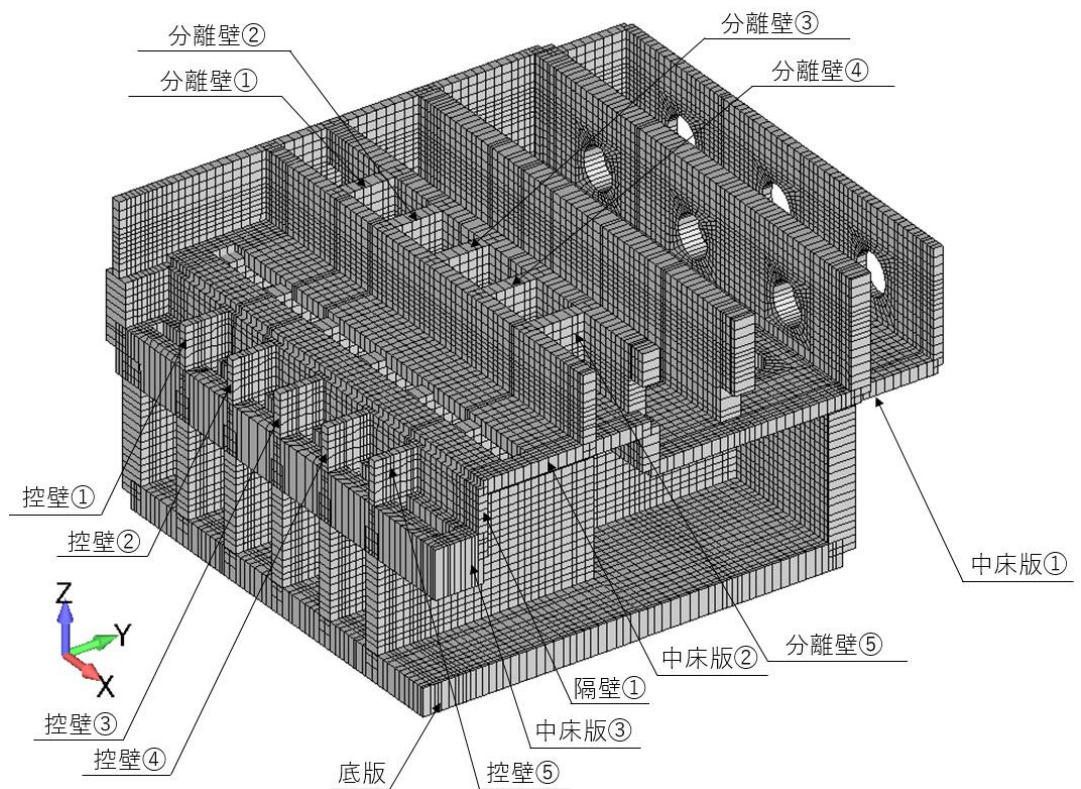 分離壁②
分離壁①
分離壁③
分離壁④
控壁①
控壁②
控壁③
控壁④
底版
控壁⑤
中床版③
隔壁①
中床版②
分離壁⑤
中床版①
Z
Y
X